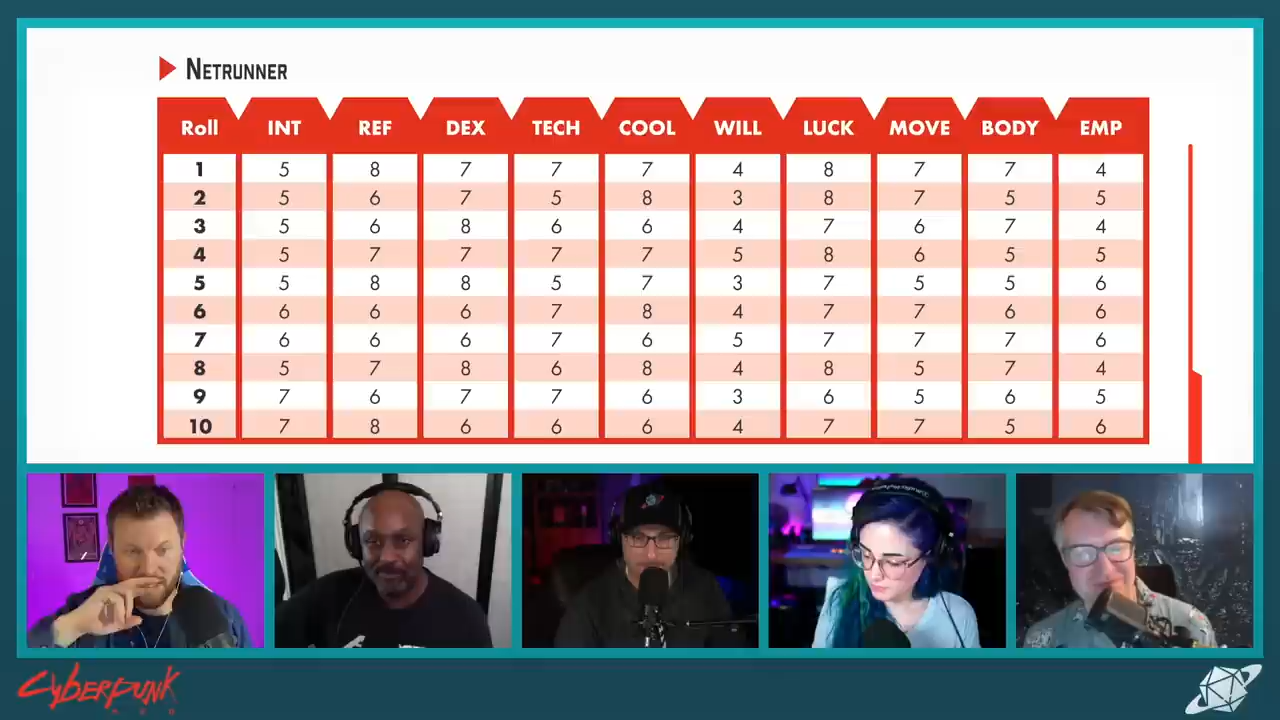 Netrunner
Roll INT REF DEX TECH COOL WILL LUCK MOVE BODY EMP
1 5 8 7 7 7 4 8 7 7 4
2 5 6 7 5 8 3 8 7 5 5
3 5 6 8 6 6 4 7 6 7 4
4 5 7 7 7 7 5 8 6 5 5
5 5 8 8 5 7 3 7 5 5 6
6 6 6 6 7 8 4 7 7 6 6
7 6 6 6 7 6 5 7 7 7 6
8 5 7 8 6 8 4 8 5 7 4
9 7 6 7 7 6 3 6 5 6 5
10 7 8 6 6 6 4 7 7 5 6
Cyberpunk
RED